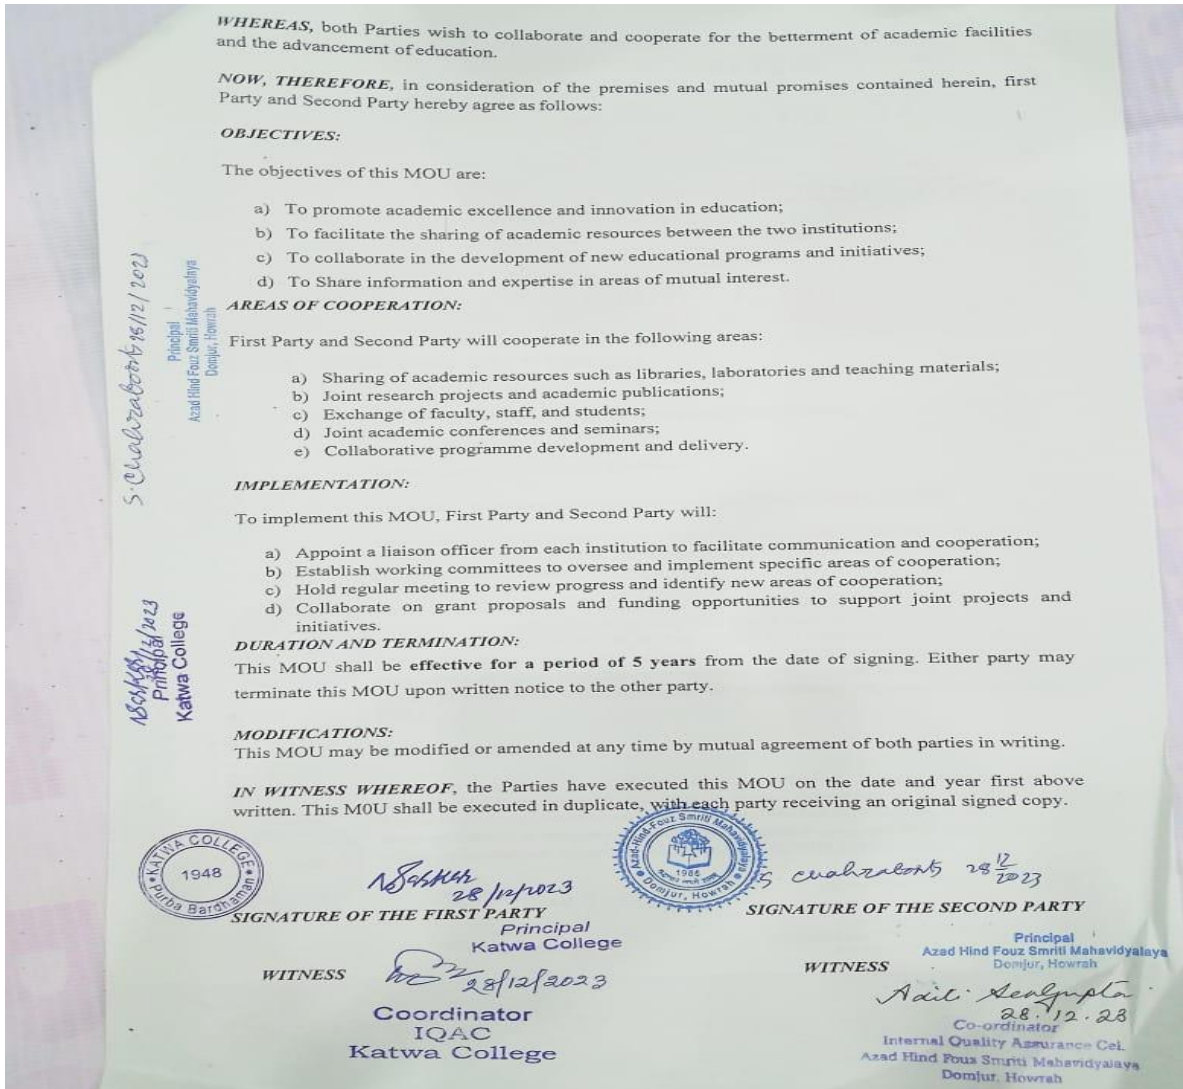 WHEREAS, both Parties wish to collaborate and cooperate for the betterment of academic facilities
and the advancement of education.
NOW, THEREFORE, in consideration of the premises and mutual promises contained herein, first
Party and Second Party hereby agree as follows:
OBJECTIVES:
The objectives of this MOU are:
a) To promote academic excellence and innovation in education;
b) To facilitate the sharing of academic resources between the two institutions;
c) To collaborate in the development of new educational programs and initiatives;
d) To Share information and expertise in areas of mutual interest.
AREAS OF COOPERATION:
First Party and Second Party will cooperate in the following areas:
a) Sharing of academic resources such as libraries, laboratories and teaching materials;
b) Joint research projects and academic publications;
c) Exchange of faculty, staff, and students;
d) Joint academic conferences and seminars;
e) Collaborative programme development and delivery.
IMPLEMENTATION:
To implement this MOU, First Party and Second Party will:
a) Appoint a liaison officer from each institution to facilitate communication and cooperation;
b) Establish working committees to oversee and implement specific areas of cooperation;
c) Hold regular meeting to review progress and identify new areas of cooperation;
d) Collaborate on grant proposals and funding opportunities to support joint projects and
initiatives.
DURATION AND TERMINATION:
This MOU shall be effective for a period of 5 years from the date of signing. Either party may
terminate this MOU upon written notice to the other party.
MODIFICATIONS:
This MOU may be modified or amended at any time by mutual agreement of both parties in writing.
IN WITNESS WHEREOF, the Parties have executed this MOU on the date and year first above
written. This M0U shall be executed in duplicate, with each party receiving an original signed copy.
Principal
Azad Hind Fouz Smriti Mahavidyalaya
Domjur, Howrah
Principal
Katwa College
KATWA COLLEGE
1948
Purba Bardhaman
Azad-Hind-Fouz Smriti Mahavidyalaya
1986
Domjur, Howrah
28/12/2023
28 12/2023
SIGNATURE OF THE FIRST PARTY
Principal
Katwa College
SIGNATURE OF THE SECOND PARTY
Principal
Azad Hind Fouz Smriti Mahavidyalaya
Domjur, Howrah
WITNESS
28/12/2023
Coordinator
IQAC
Katwa College
WITNESS
Aditi Sengupta
28.12.23
Co-ordinator
Internal Quality Assurance Cel.
Azad Hind Fouz Smriti Mahavidyalaya
Domjur, Howrah